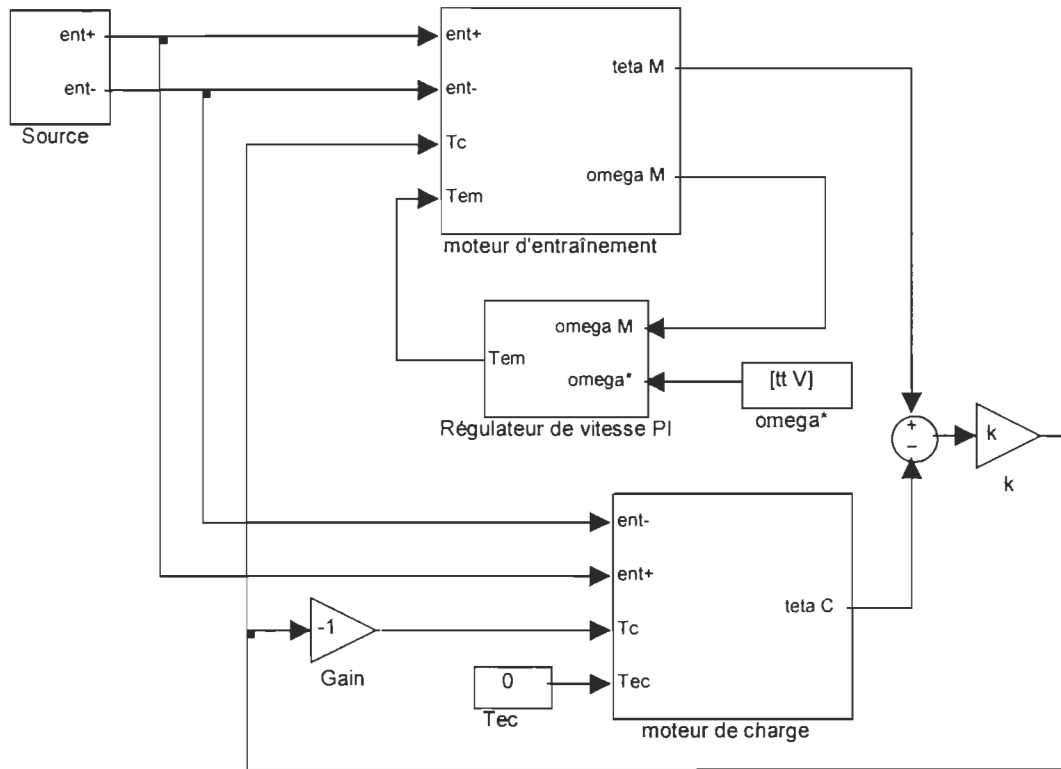 ent+
ent-
Source
ent+
ent-
Tc
Tem
teta M
omega M
moteur d'entraînement
omega M
Tem
omega*
Régulateur de vitesse PI
[tt V]
omega*
+
−
k
k
ent-
ent+
Tc
Tec
teta C
moteur de charge
-1
Gain
0
Tec